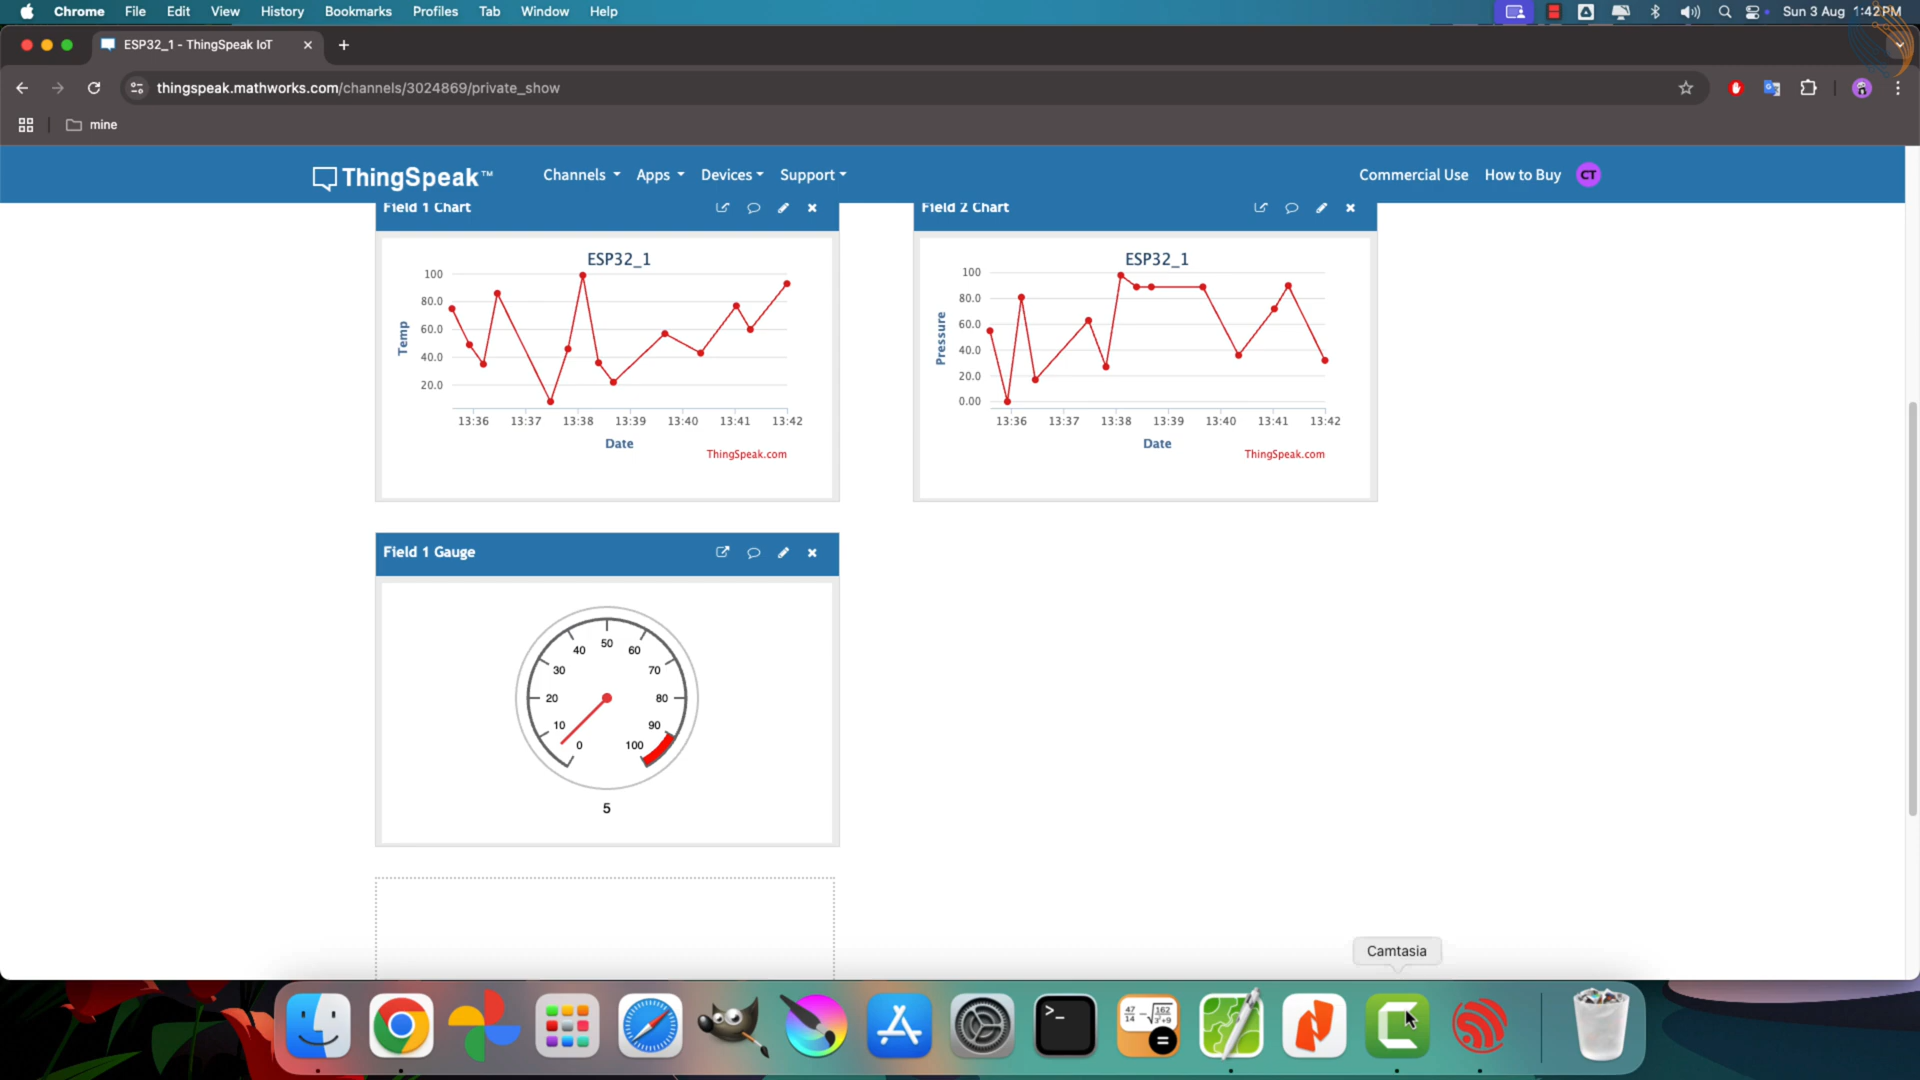 Chrome File Edit View History Bookmarks Profiles Tab Window Help Sun 3 Aug 1:42 PM
ESP32_1 - ThingSpeak IoT
thingspeak.mathworks.com/channels/3024869/private_show
mine
ThingSpeak™ Channels Apps Devices Support Commercial Use How to Buy CT
Field 1 Chart
ESP32_1
100
80.0
60.0
40.0
20.0
Temp
13:36 13:37 13:38 13:39 13:40 13:41 13:42
Date
ThingSpeak.com
Field 2 Chart
ESP32_1
100
80.0
60.0
40.0
20.0
0.00
Pressure
13:36 13:37 13:38 13:39 13:40 13:41 13:42
Date
ThingSpeak.com
Field 1 Gauge
0 10 20 30 40 50 60 70 80 90 100
5
Camtasia